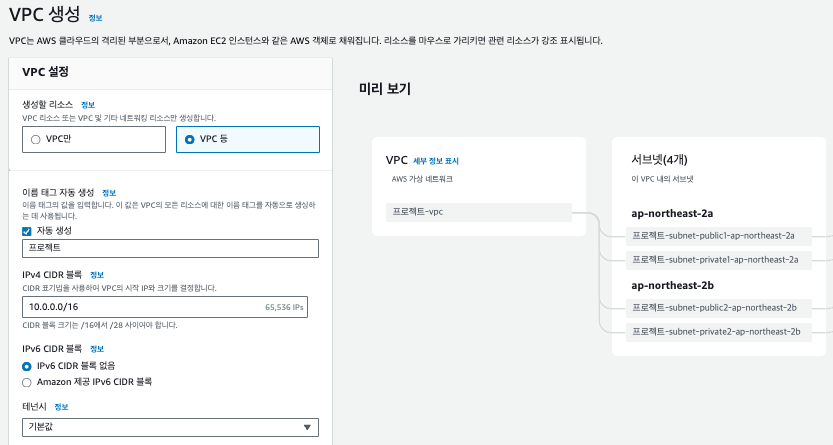 VPC 생성 정보
VPC는 AWS 클라우드의 격리된 부분으로서, Amazon EC2 인스턴스와 같은 AWS 객체로 채워집니다. 리소스를 마우스로 가리키면 관련 리소스가 강조 표시됩니다.
VPC 설정
생성할 리소스 정보
VPC 리소스 또는 VPC 및 기타 네트워킹 리소스만 생성합니다.
VPC만
VPC 등
이름 태그 자동 생성 정보
이름 태그의 값을 입력합니다. 이 값은 VPC의 모든 리소스에 대한 이름 태그를 자동으로 생성하
는 데 사용됩니다.
자동 생성
프로젝트
IPv4 CIDR 블록 정보
CIDR 표기법을 사용하여 VPC의 시작 IP와 크기를 결정합니다.
10.0.0.0/16 65,536 IPs
CIDR 블록 크기는 /16에서 /28 사이여야 합니다.
IPv6 CIDR 블록 정보
IPv6 CIDR 블록 없음
Amazon 제공 IPv6 CIDR 블록
테넌시 정보
기본값
미리 보기
VPC 세부 정보 표시
AWS 가상 네트워크
프로젝트-vpc
서브넷(4개)
이 VPC 내의 서브넷
ap-northeast-2a
프로젝트-subnet-public1-ap-northeast-2a
프로젝트-subnet-private1-ap-northeast-2a
ap-northeast-2b
프로젝트-subnet-public2-ap-northeast-2b
프로젝트-subnet-private2-ap-northeast-2b